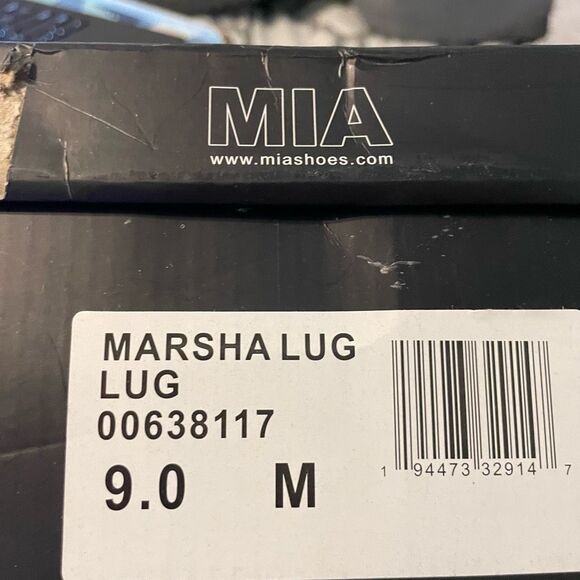 MIA
www.miashoes.com
MARSHA LUG
LUG
00638117
9.0 M
1 94473 32914 7